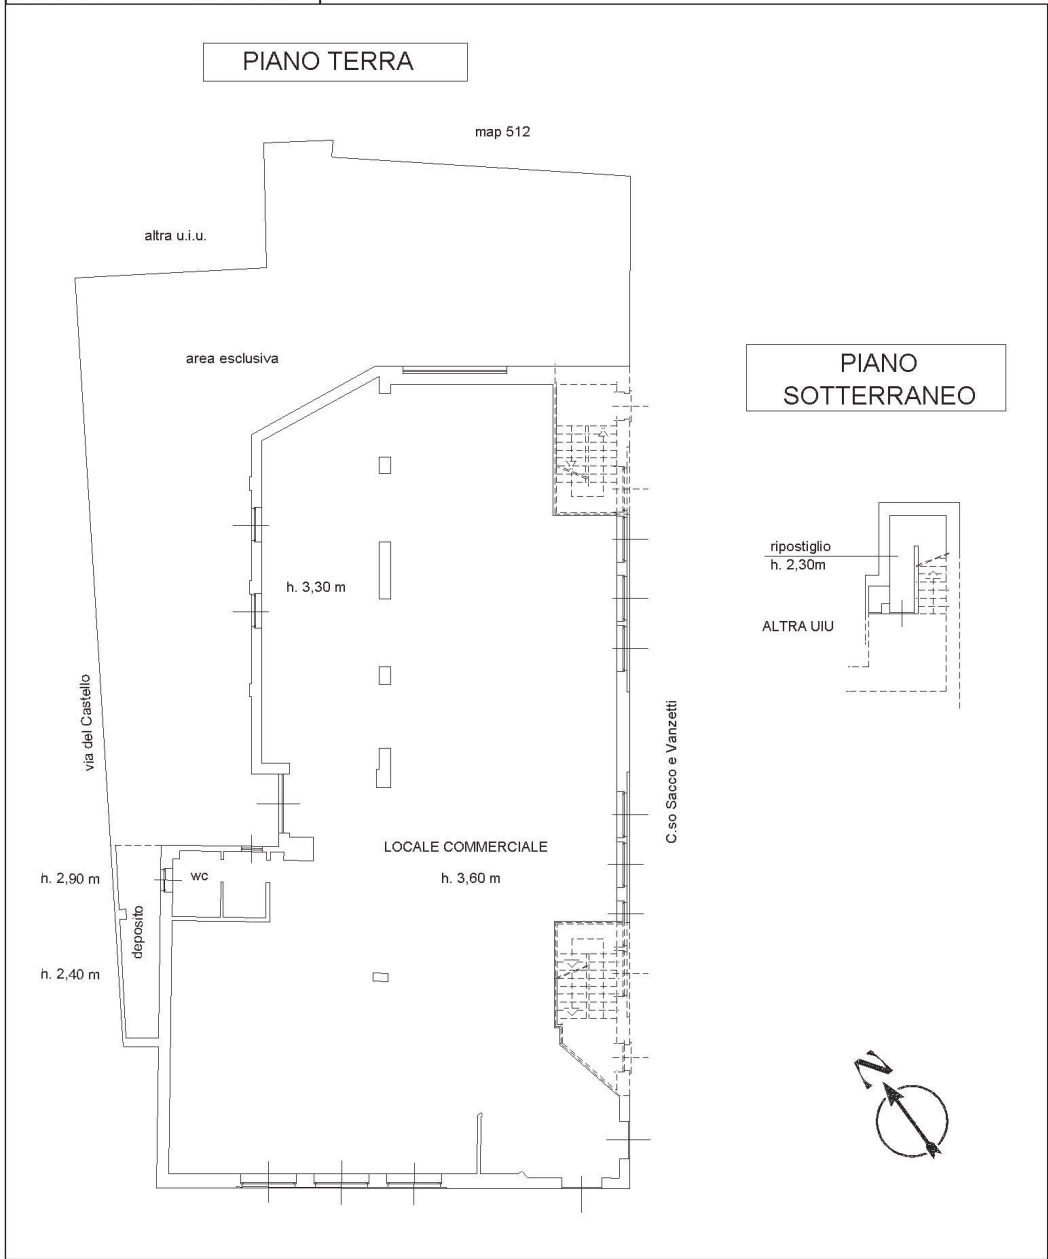 PIANO TERRA
map 512
altra u.i.u.
area esclusiva
PIANO
SOTTERRANEO
ripostiglio
h. 2,30m
ALTRA UIU
h. 3,30 m
via del Castello
C.so Sacco e Vanzetti
LOCALE COMMERCIALE
h. 3,60 m
h. 2,90 m
wc
deposito
h. 2,40 m
N